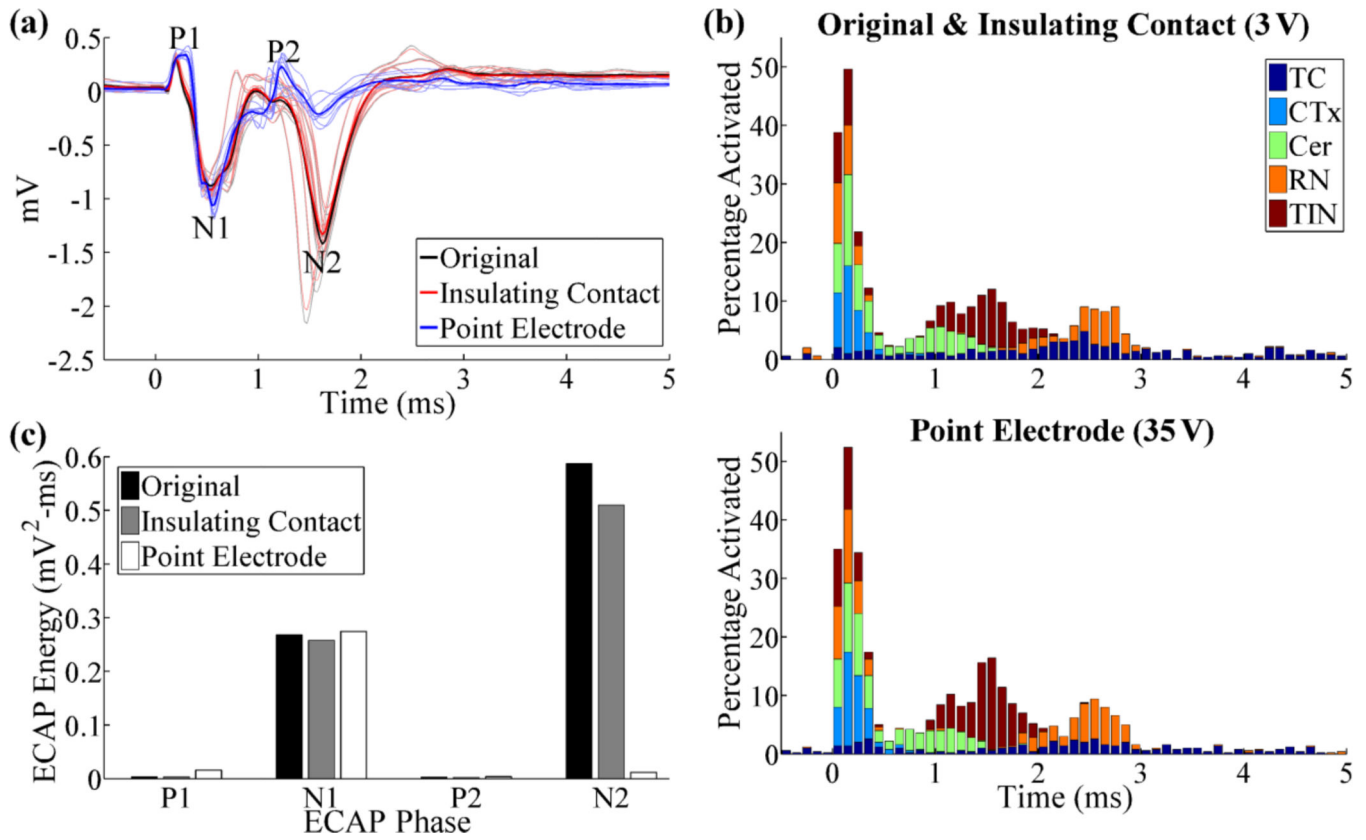 (a)
0.5
0
-0.5
-1
-1.5
-2
-2.5
mV
P1
P2
N1
N2
Original
Insulating Contact
Point Electrode
0 1 2 3 4 5
Time (ms)
(b)
Original & Insulating Contact (3 V)
50
40
30
20
10
0
Percentage Activated
TC
CTx
Cer
RN
TIN
0 1 2 3 4 5
Point Electrode (35 V)
50
40
30
20
10
0
Percentage Activated
0 1 2 3 4 5
Time (ms)
(c)
0.6
0.5
0.4
0.3
0.2
0.1
0
ECAP Energy (mV²-ms)
Original
Insulating Contact
Point Electrode
P1 N1 P2 N2
ECAP Phase